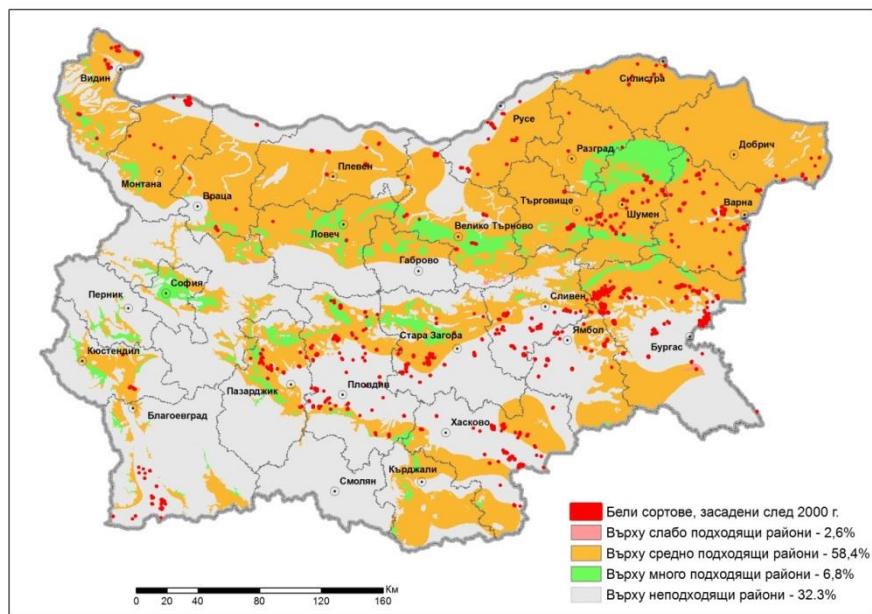 Видин
Силистра
Русе
Добрич
Разград
Плевен
Монтана
Враца
Търговище
Варна
Шумен
Ловеч
Велико Търново
Габрово
София
Перник
Сливен
Стара Загора
Ямбол
Бургас
Кюстендил
Пазарджик
Пловдив
Благоевград
Хасково
Кърджали
Смолян
Бели сортове, засадени след 2000 г.
Върху слабо подходящи райони - 2,6%
Върху средно подходящи райони - 58,4%
Върху много подходящи райони - 6,8%
Върху неподходящи райони - 32.3%
Км
0 20 40 80 120 160